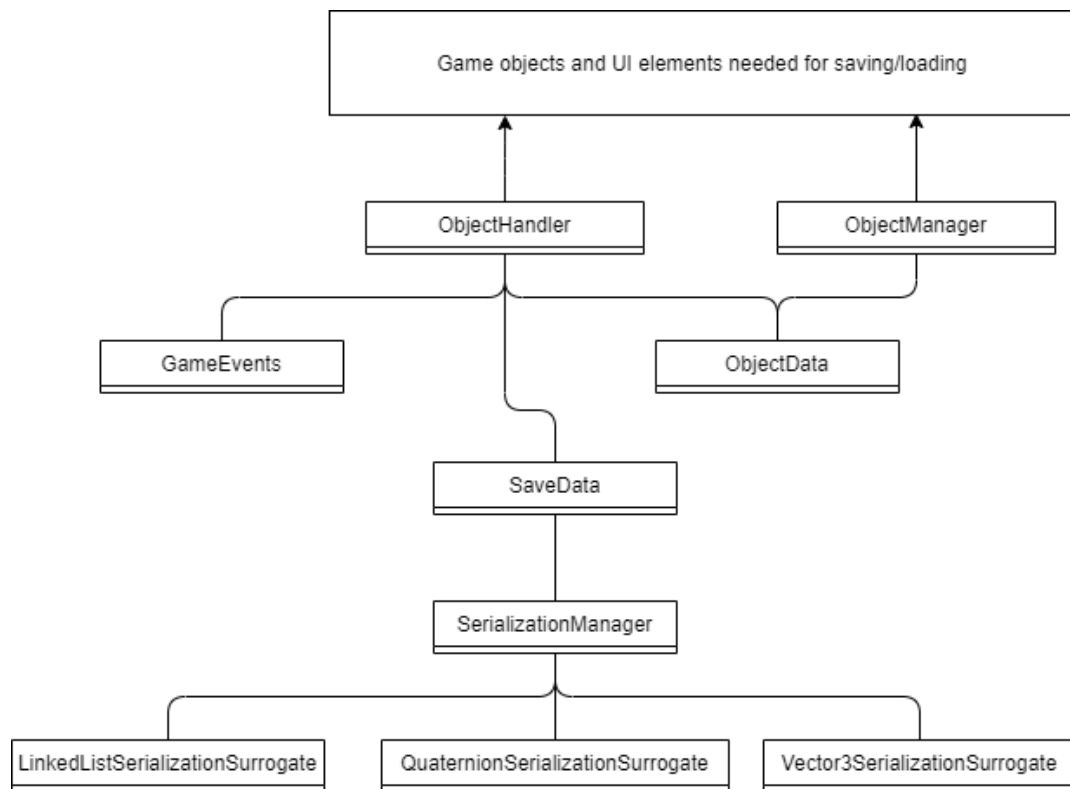 Game objects and UI elements needed for saving/loading
ObjectHandler
ObjectManager
GameEvents
ObjectData
SaveData
SerializationManager
LinkedListSerializationSurrogate
QuaternionSerializationSurrogate
Vector3SerializationSurrogate